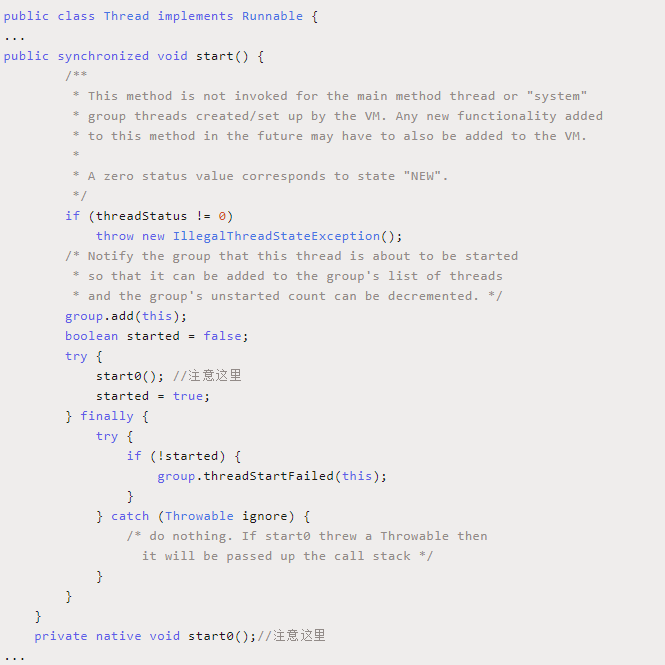 public class Thread implements Runnable {
...
public synchronized void start() {
        /**
         * This method is not invoked for the main method thread or "system"
         * group threads created/set up by the VM. Any new functionality added
         * to this method in the future may have to also be added to the VM.
         *
         * A zero status value corresponds to state "NEW".
         */
        if (threadStatus != 0)
            throw new IllegalThreadStateException();
        /* Notify the group that this thread is about to be started
         * so that it can be added to the group's list of threads
         * and the group's unstarted count can be decremented. */
        group.add(this);
        boolean started = false;
        try {
            start0(); //注意这里
            started = true;
        } finally {
            try {
                if (!started) {
                    group.threadStartFailed(this);
                }
            } catch (Throwable ignore) {
                /* do nothing. If start0 threw a Throwable then
                  it will be passed up the call stack */
            }
        }
    }
    private native void start0();//注意这里
...